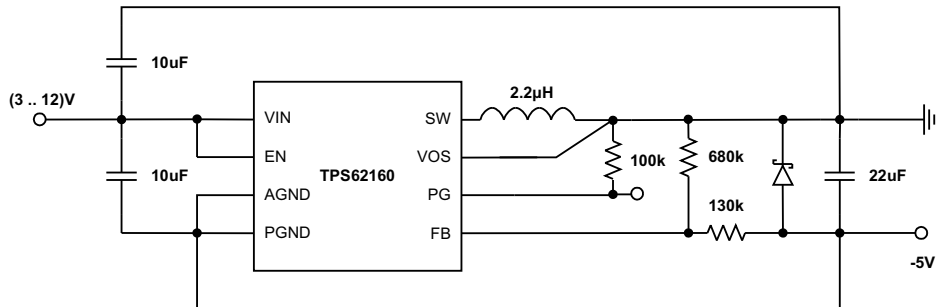 10uF
(3 .. 12)V
2.2µH
VIN
SW
EN
VOS
10uF
TPS62160
100k
680k
22uF
AGND
PG
130k
PGND
FB
-5V